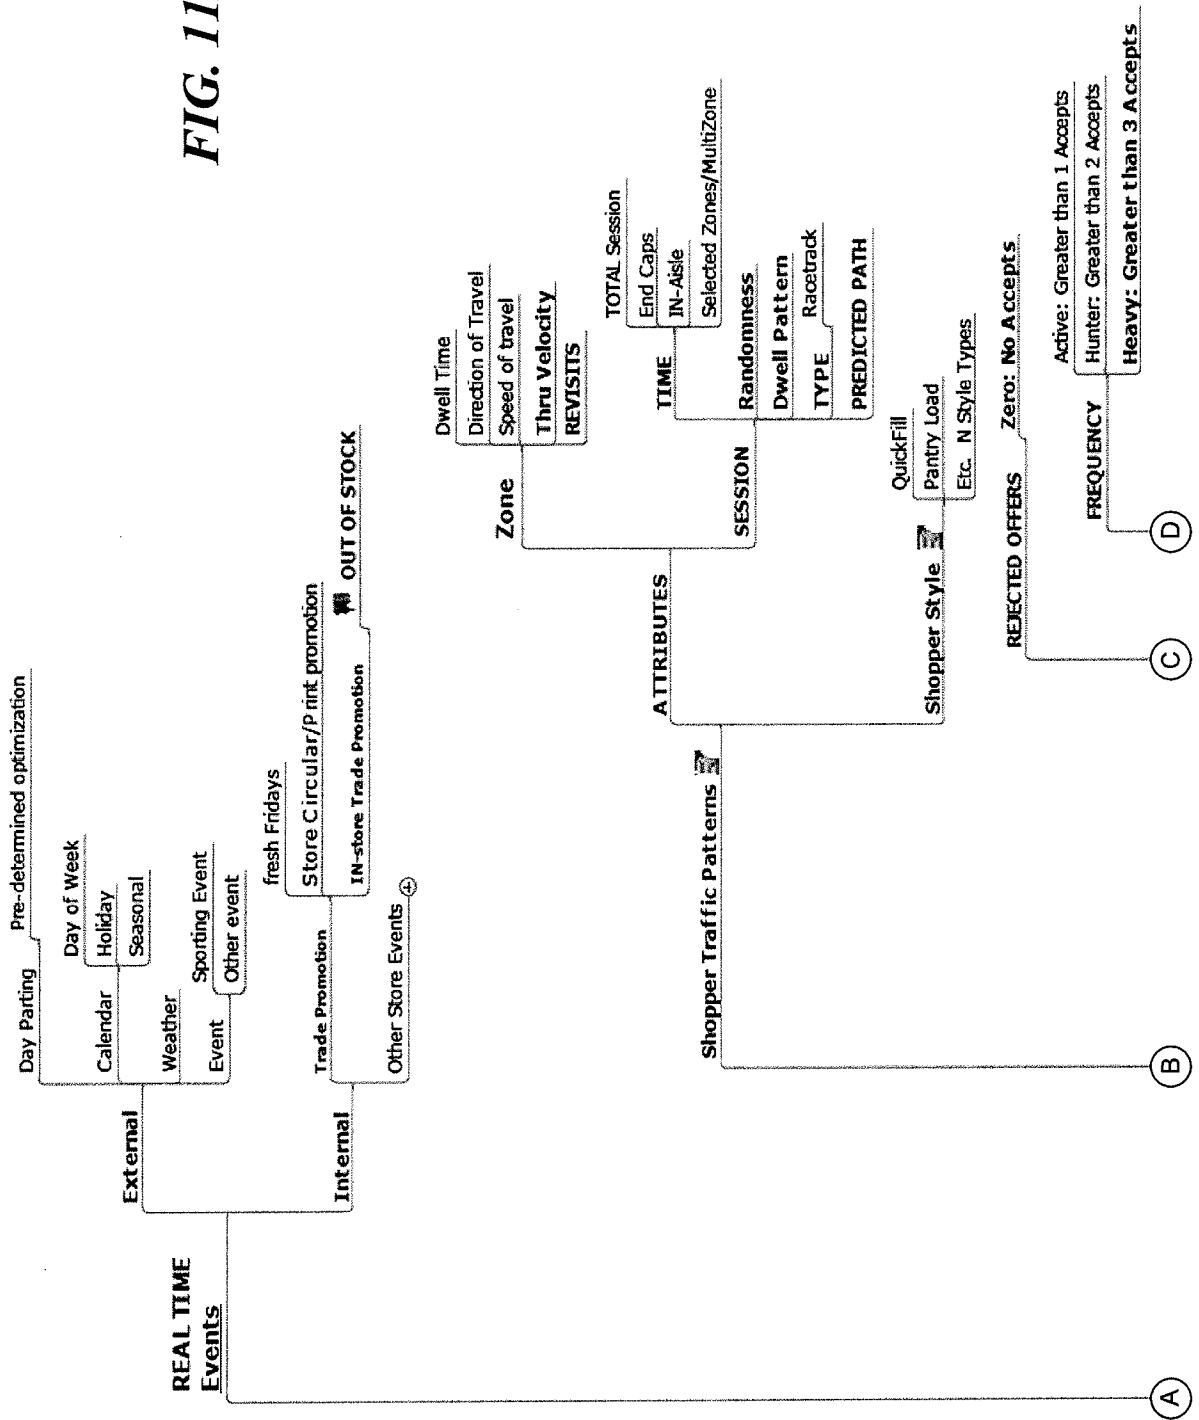 FIG. 11
REAL TIME
Events
External
Day Parting
Pre-determined optimization
Calendar
Day of Week
Holiday
Seasonal
Weather
Event
Sporting Event
Other event
Internal
Trade Promotion
fresh Fridays
Store Circular/Print promotion
IN-store Trade Promotion
OUT OF STOCK
Other Store Events
Shopper Traffic Patterns
ATTRIBUTES
Zone
Dwell Time
Direction of Travel
Speed of travel
Thru Velocity
REVISITS
SESSION
TIME
TOTAL Session
End Caps
IN-Aisle
Selected Zones/MultiZone
Randomness
Dwell Pattern
TYPE
Racetrack
PREDICTED PATH
Shopper Style
QuickFill
Pantry Load
Etc. N Style Types
REJECTED OFFERS
Zero: No Accepts
FREQUENCY
Active: Greater than 1 Accepts
Hunter: Greater than 2 Accepts
Heavy: Greater than 3 Accepts
A
B
C
D